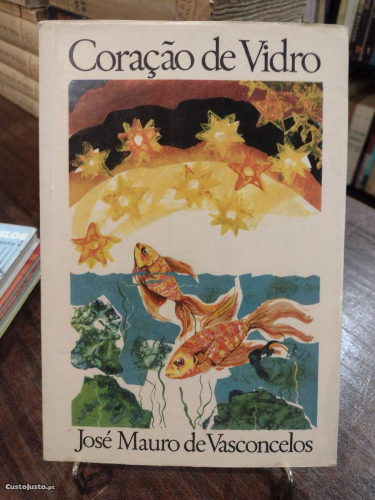 Coração de Vidro
José Mauro de Vasconcelos
CustoJusto.pt